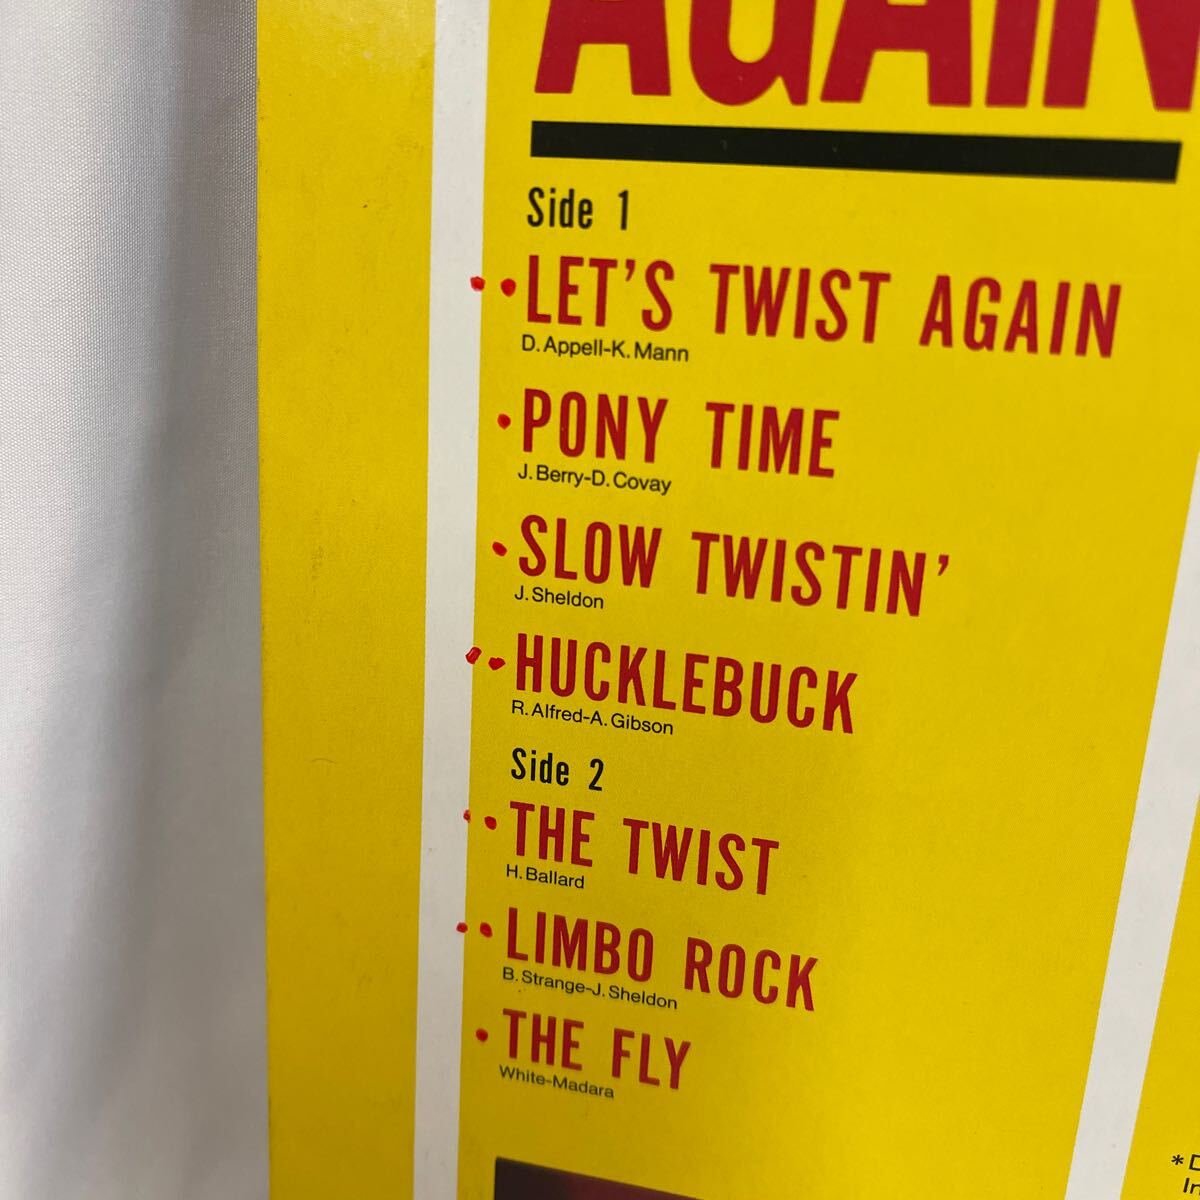 AGAIN
Side 1
LET'S TWIST AGAIN
D. Appell-K. Mann
PONY TIME
J. Berry-D. Covay
SLOW TWISTIN'
J. Sheldon
HUCKLEBUCK
R. Alfred-A. Gibson
Side 2
THE TWIST
H. Ballard
LIMBO ROCK
B. Strange-J. Sheldon
THE FLY
White-Madara